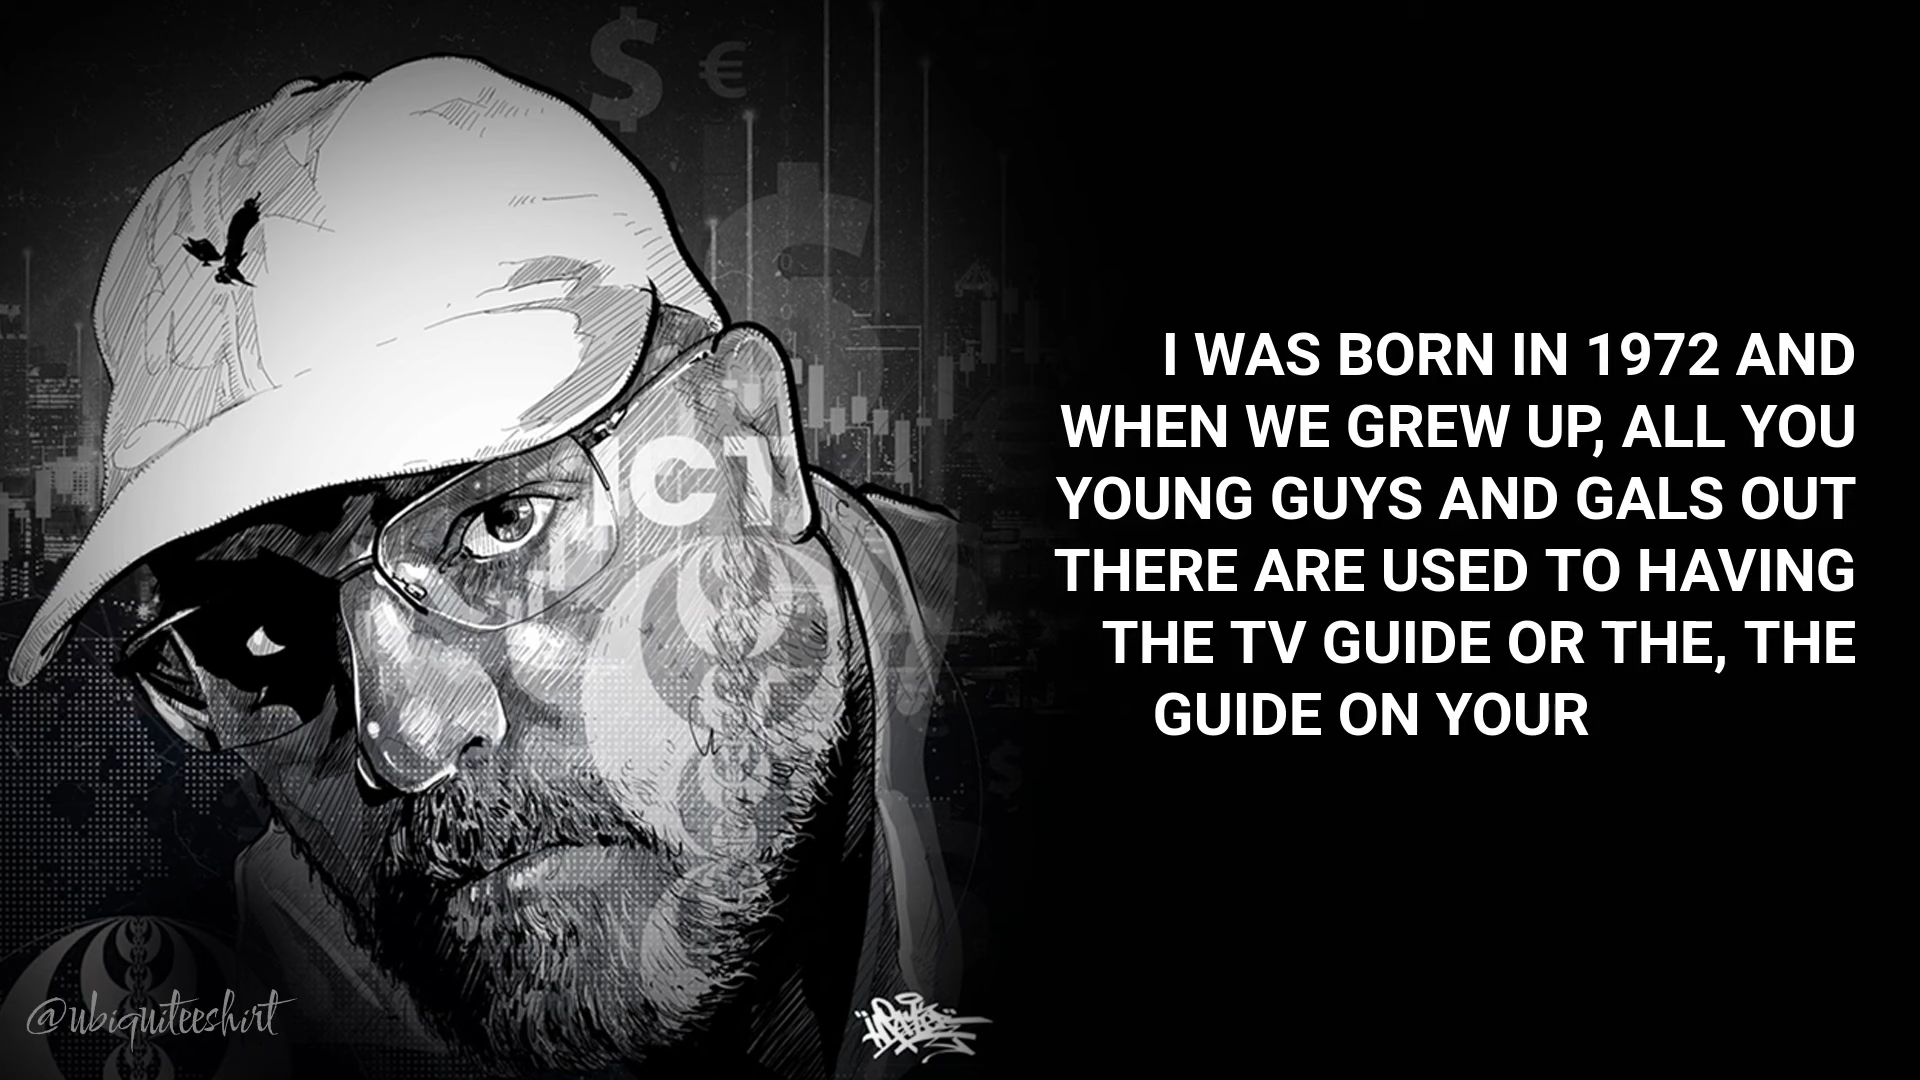 $ €
ICT
I WAS BORN IN 1972 AND
WHEN WE GREW UP, ALL YOU
YOUNG GUYS AND GALS OUT
THERE ARE USED TO HAVING
THE TV GUIDE OR THE, THE
GUIDE ON YOUR
@ubiquiteeshirt